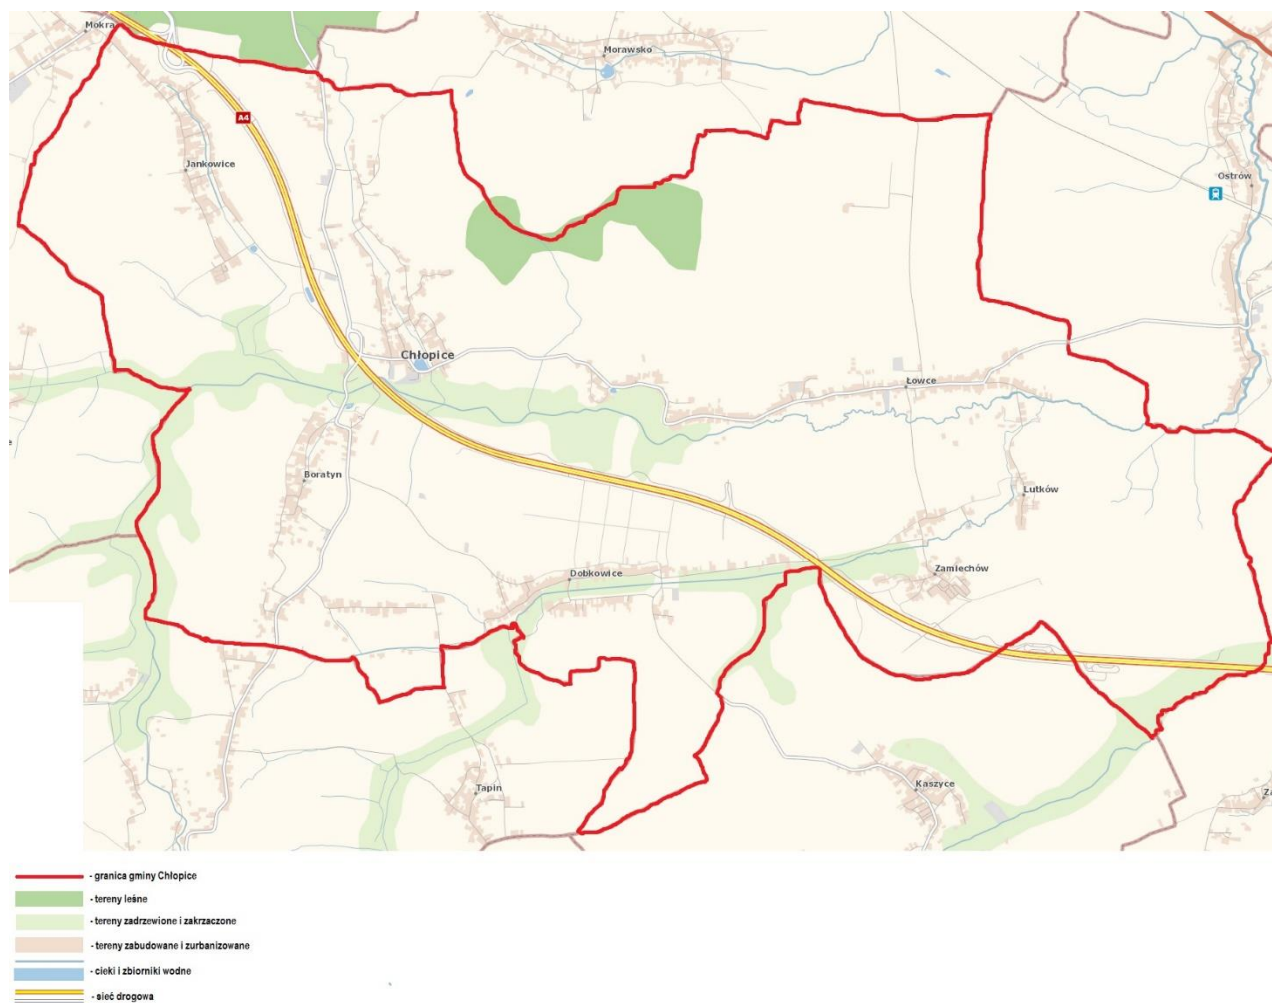 Mokra
Morawsko
A4
Jankowice
Ostrów
Chłopice
Łowce
Boratyn
Lutków
Dobkowice
Zamiechów
Tapin
Kaszyce
- granica gminy Chłopice
- tereny leśne
- tereny zadrzewione i zakrzaczone
- tereny zabudowane i zurbanizowane
- cieki i zbiorniki wodne
- sieć drogowa